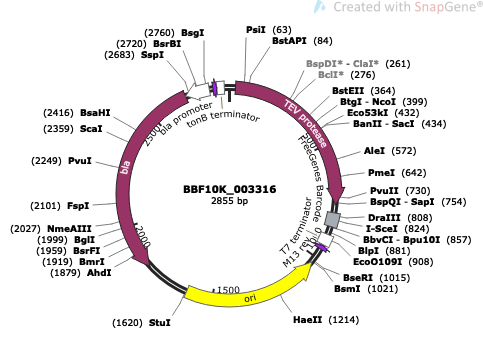 Created with SnapGene®
(2760) BsgI
(2720) BsrBI
(2683) SspI
PsiI (63)
BstAPI (84)
BspDI* - ClaI* (261)
BclI* (276)
BstEII (364)
BtgI - NcoI (399)
Eco53kI (432)
BanII - SacI (434)
AleI (572)
PmeI (642)
PvuII (730)
BspQI - SapI (754)
DraIII (808)
I-SceI (824)
BbvCI - Bpu10I (857)
BlpI (881)
EcoO109I (908)
BseRI (1015)
BsmI (1021)
HaeII (1214)
(1620) StuI
(1879) AhdI
(1919) BmrI
(1959) BsrFI
(1999) BglI
(2027) NmeAIII
(2101) FspI
(2249) PvuI
(2359) ScaI
(2416) BsaHI
bla promoter
tonB terminator
TEV protease
FreeGenes Barcode
T7 terminator
M13 rev
ori
bla
1500
2000
2500
BBF10K_003316
2855 bp